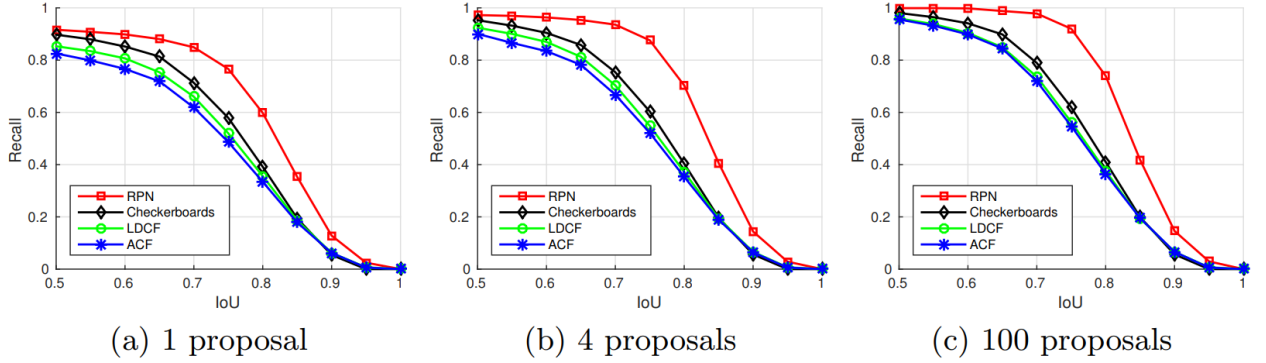 1
0.8
0.6
0.4
0.2
0
Recall
0.5 0.6 0.7 0.8 0.9 1
IoU
RPN
Checkerboards
LDCF
ACF
(a) 1 proposal
1
0.8
0.6
0.4
0.2
0
Recall
0.5 0.6 0.7 0.8 0.9 1
IoU
RPN
Checkerboards
LDCF
ACF
(b) 4 proposals
1
0.8
0.6
0.4
0.2
0
Recall
0.5 0.6 0.7 0.8 0.9 1
IoU
RPN
Checkerboards
LDCF
ACF
(c) 100 proposals